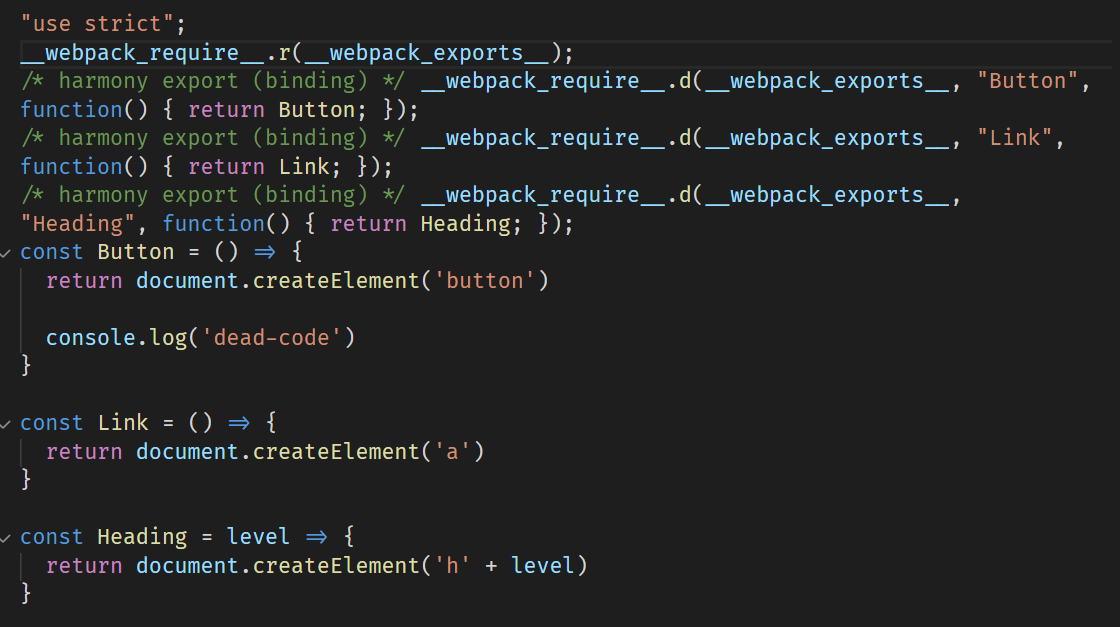 "use strict";
__webpack_require__.r(__webpack_exports__);
/* harmony export (binding) */ __webpack_require__.d(__webpack_exports__, "Button",
function() { return Button; });
/* harmony export (binding) */ __webpack_require__.d(__webpack_exports__, "Link",
function() { return Link; });
/* harmony export (binding) */ __webpack_require__.d(__webpack_exports__,
"Heading", function() { return Heading; });
const Button = () => {
  return document.createElement('button')

  console.log('dead-code')
}

const Link = () => {
  return document.createElement('a')
}

const Heading = level => {
  return document.createElement('h' + level)
}